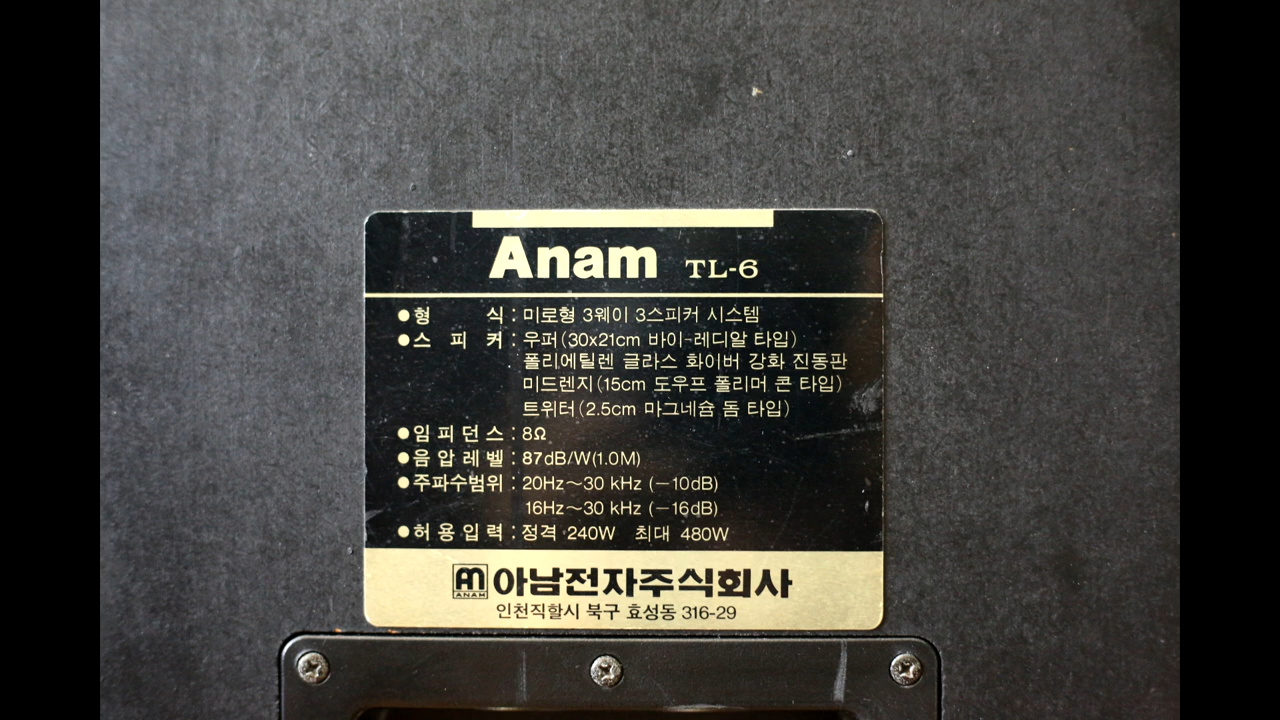 Anam TL-6
●형 식 : 미로형 3웨이 3스피커 시스템
●스 피 커 : 우퍼(30x21cm 바이-레디알 타입)
폴리에틸렌 글라스 화이버 강화 진동판
미드렌지(15cm 도우프 폴리머 콘 타입)
트위터(2.5cm 마그네슘 돔 타입)
●임 피 던 스 : 8Ω
●음 압 레 벨 : 87dB/W(1.0M)
●주파수범위 : 20Hz~30 kHz (-10dB)
16Hz~30 kHz (-16dB)
●허 용 입 력 : 정격 240W 최대 480W
ANAM 아남전자주식회사
인천직할시 북구 효성동 316-29